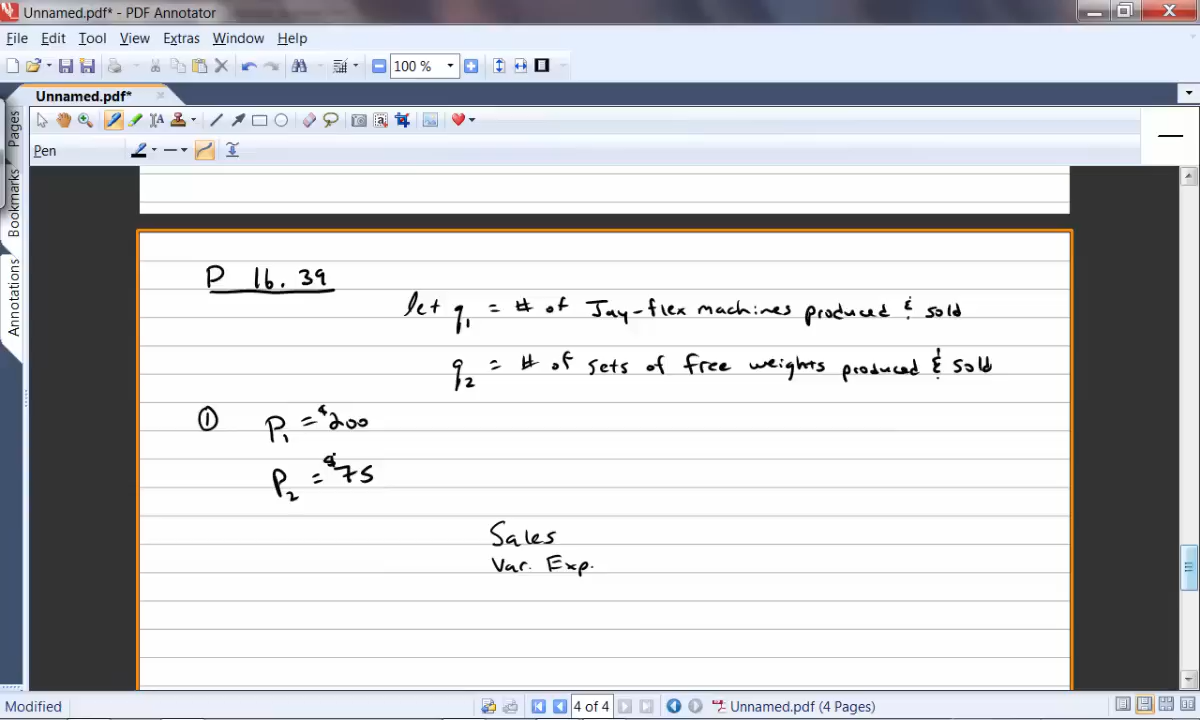 Unnamed.pdf* - PDF Annotator
File Edit Tool View Extras Window Help
100 %
Unnamed.pdf*
Pen
Pages
Bookmarks
Annotations
P 16.39
let q1 = # of Jay-flex machines produced & sold
q2 = # of sets of free weights produced & sold
① P1 = $200
P2 = $75
Sales
Var. Exp.
Modified
4 of 4
Unnamed.pdf (4 Pages)